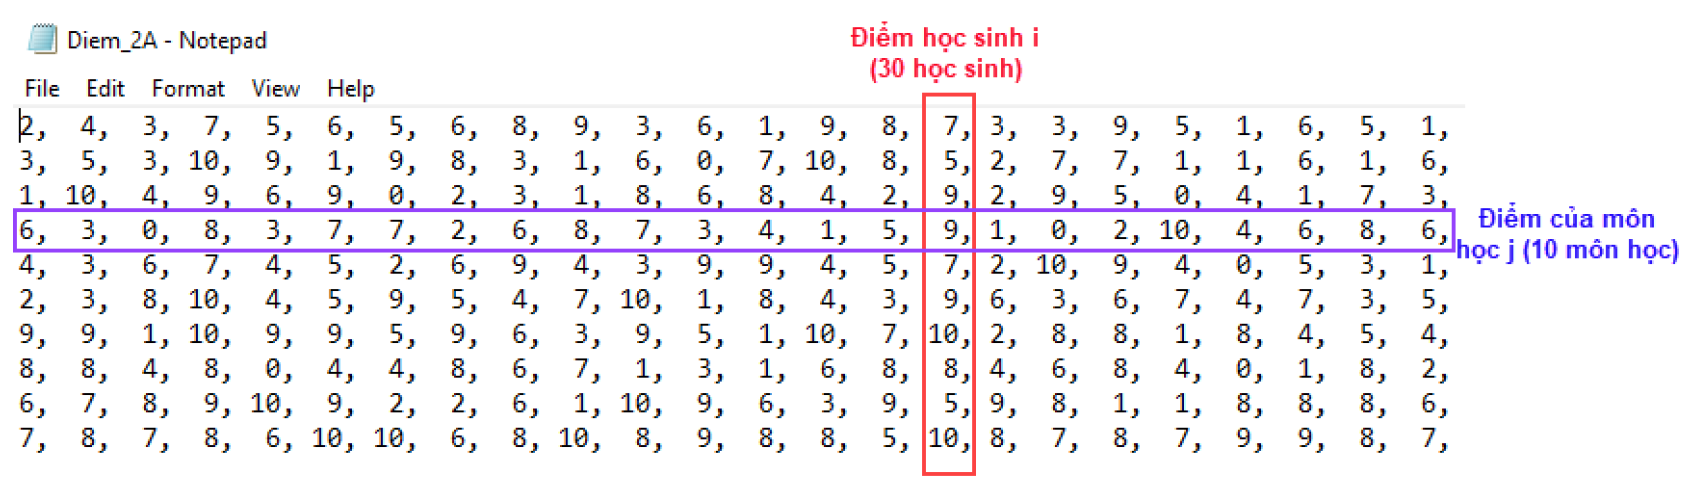 Diem_2A - Notepad
File Edit Format View Help
Điểm học sinh i
(30 học sinh)
2, 4, 3, 7, 5, 6, 5, 6, 8, 9, 3, 6, 1, 9, 8, 7, 3, 3, 9, 5, 1, 6, 5, 1,
3, 5, 3, 10, 9, 1, 9, 8, 3, 1, 6, 0, 7, 10, 8, 5, 2, 7, 7, 1, 1, 6, 1, 6,
1, 10, 4, 9, 6, 9, 0, 2, 3, 1, 8, 6, 8, 4, 2, 9, 2, 9, 5, 0, 4, 1, 7, 3,
6, 3, 0, 8, 3, 7, 7, 2, 6, 8, 7, 3, 4, 1, 5, 9, 1, 0, 2, 10, 4, 6, 8, 6,
4, 3, 6, 7, 4, 5, 2, 6, 9, 4, 3, 9, 9, 4, 5, 7, 2, 10, 9, 4, 0, 5, 3, 1,
2, 3, 8, 10, 4, 5, 9, 5, 4, 7, 10, 1, 8, 4, 3, 9, 6, 3, 6, 7, 4, 7, 3, 5,
9, 9, 1, 10, 9, 9, 5, 9, 6, 3, 9, 5, 1, 10, 7, 10, 2, 8, 8, 1, 8, 4, 5, 4,
8, 8, 4, 8, 0, 4, 4, 8, 6, 7, 1, 3, 1, 6, 8, 8, 4, 6, 8, 4, 0, 1, 8, 2,
6, 7, 8, 9, 10, 9, 2, 2, 6, 1, 10, 9, 6, 3, 9, 5, 9, 8, 1, 1, 8, 8, 8, 6,
7, 8, 7, 8, 6, 10, 10, 6, 8, 10, 8, 9, 8, 8, 5, 10, 8, 7, 8, 7, 9, 9, 8, 7,
Điểm của môn
học j (10 môn học)